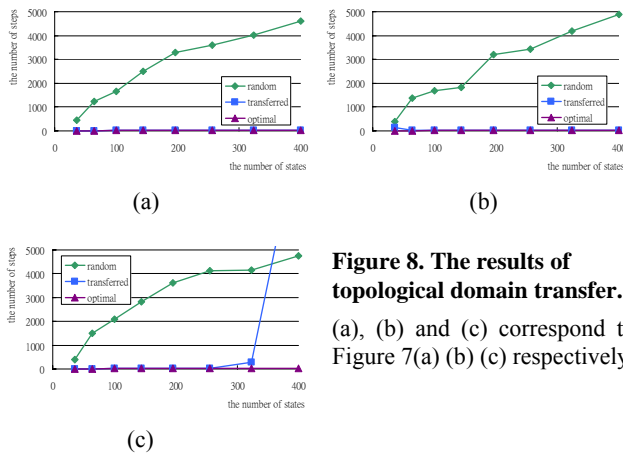 the number of steps
5000
4000
3000
2000
1000
0
random
transferred
optimal
0 100 200 300 400
the number of states
(a)
the number of steps
5000
4000
3000
2000
1000
0
random
transferred
optimal
0 100 200 300 400
the number of states
(b)
the number of steps
5000
4000
3000
2000
1000
0
random
transferred
optimal
0 100 200 300 400
the number of states
(c)
Figure 8. The results of
topological domain transfer.
(a), (b) and (c) correspond t
Figure 7(a) (b) (c) respectively